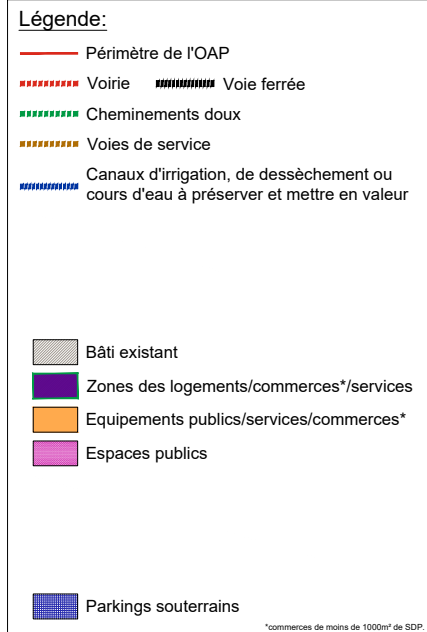 Légende:
Périmètre de l'OAP
Voirie Voie ferrée
Cheminements doux
Voies de service
Canaux d'irrigation, de dessèchement ou
cours d'eau à préserver et mettre en valeur
Bâti existant
Zones des logements/commerces*/services
Equipements publics/services/commerces*
Espaces publics
Parkings souterrains
*commerces de moins de 1000m² de SDP.